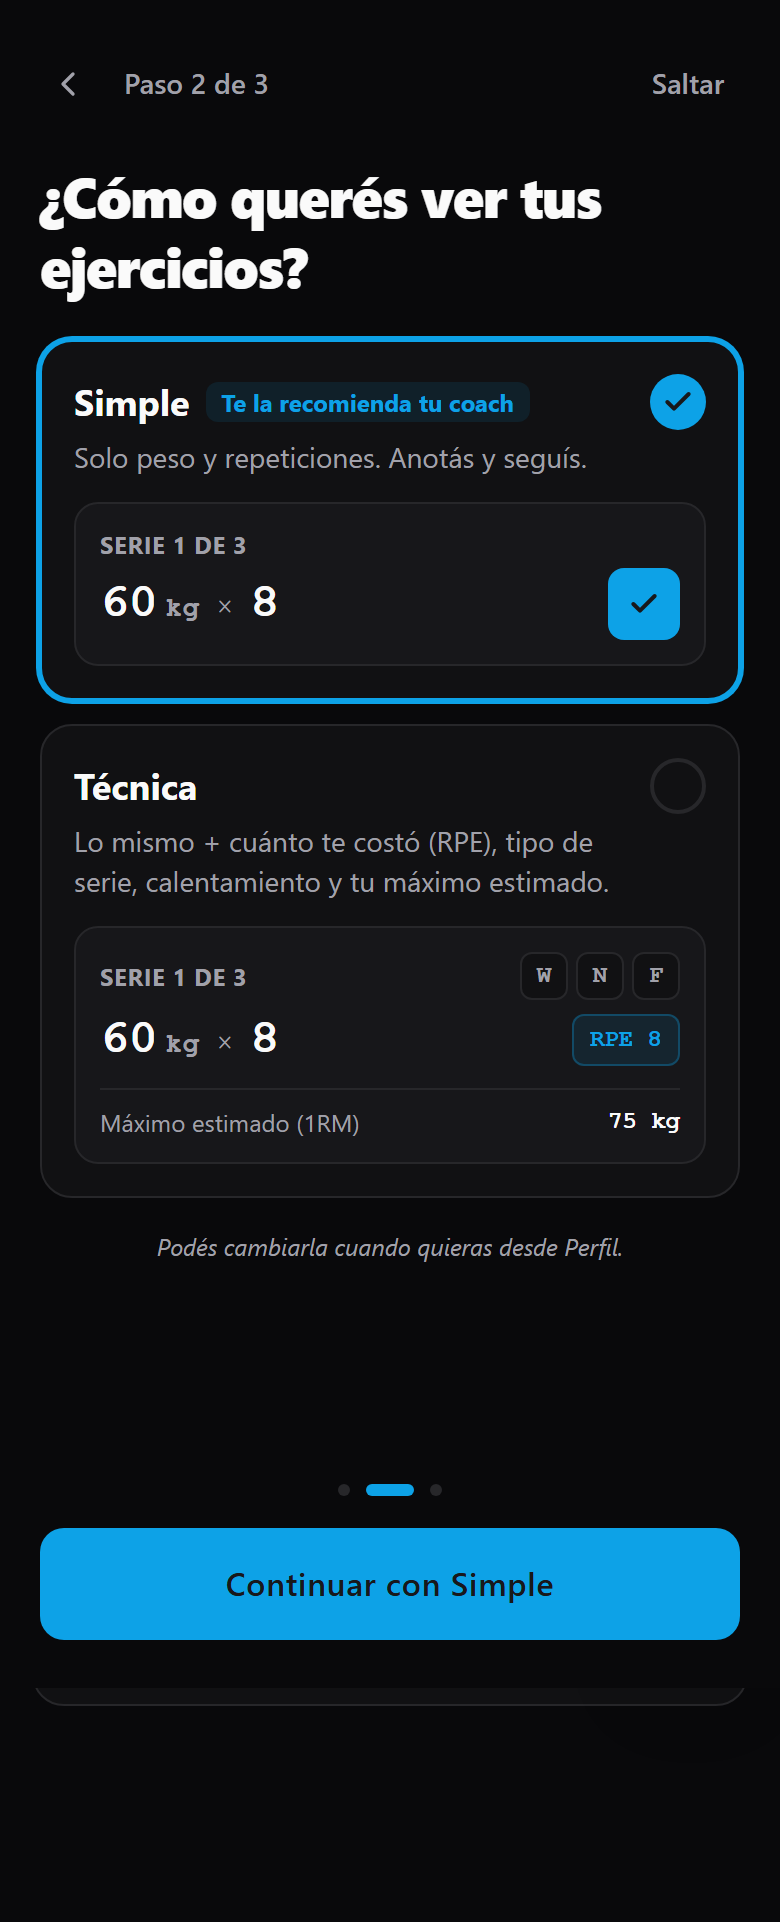 Paso 2 de 3
Saltar
¿Cómo querés ver tus
ejercicios?
Simple
Te la recomienda tu coach
Solo peso y repeticiones. Anotás y seguís.
SERIE 1 DE 3
60 kg × 8
Técnica
Lo mismo + cuánto te costó (RPE), tipo de
serie, calentamiento y tu máximo estimado.
SERIE 1 DE 3
W N F
60 kg × 8
RPE 8
Máximo estimado (1RM)
75 kg
Podés cambiarla cuando quieras desde Perfil.
Continuar con Simple